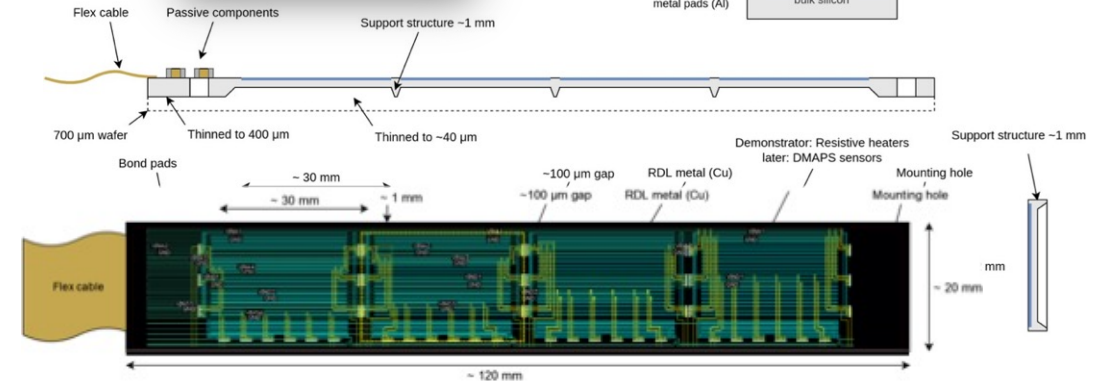 metal pads (Al)
bulk silicon
Flex cable
Passive components
Support structure ~1 mm
700 µm wafer
Thinned to 400 µm
Thinned to ~40 µm
Bond pads
Demonstrator: Resistive heaters
later: DMAPS sensors
Support structure ~1 mm
~ 30 mm
~100 µm gap
RDL metal (Cu)
Mounting hole
~ 30 mm
~ 1 mm
~100 µm gap
RDL metal (Cu)
Mounting hole
Flex cable
mm
~ 20 mm
~ 120 mm